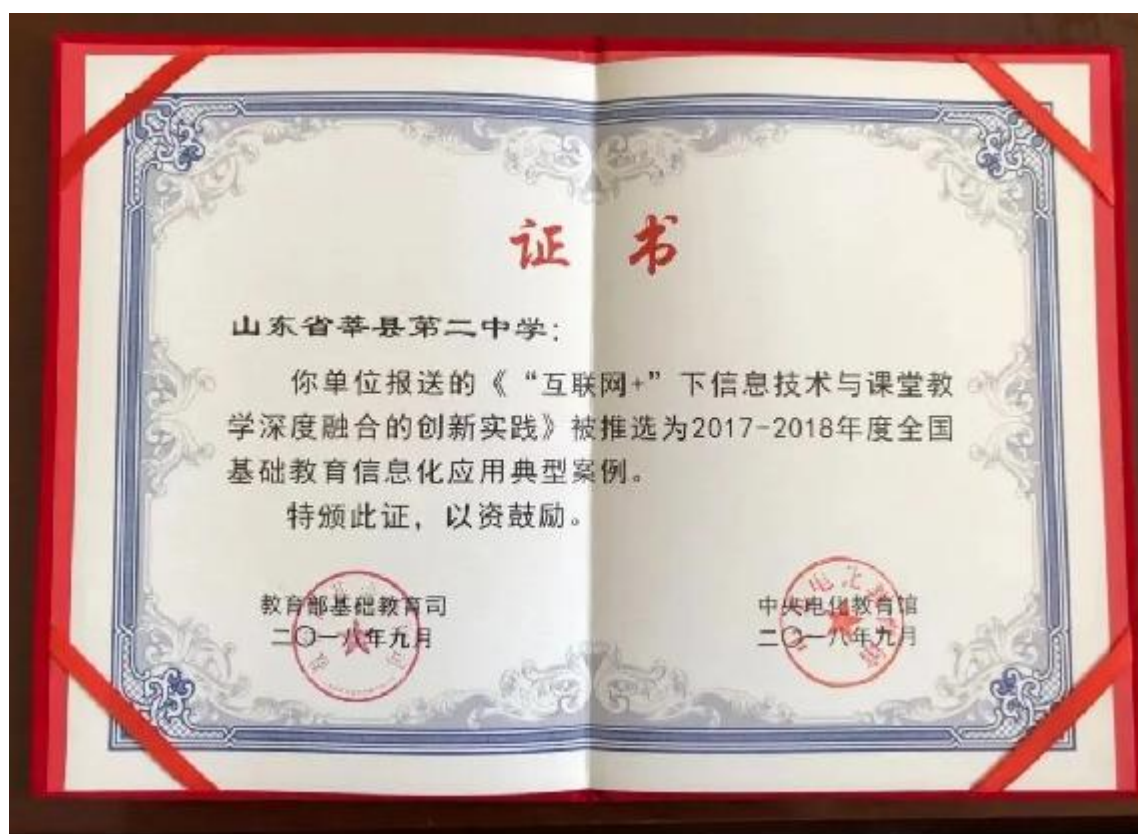 证 书
山东省莘县第二中学：
你单位报送的《“互联网+”下信息技术与课堂教
学深度融合的创新实践》被推选为2017-2018年度全国
基础教育信息化应用典型案例。
特颁此证，以资鼓励。
教育部基础教育司
二〇一八年九月
中央电化教育馆
二〇一八年九月